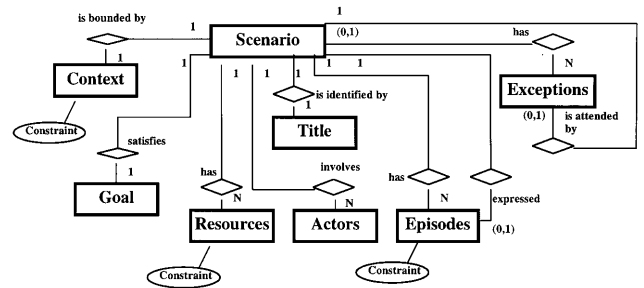 1
is bounded by
1
Scenario
(0,1)
has
1
1
1
1
1
1
1
N
Context
is identified by
Exceptions
1
(0,1)
Constraint
Title
is attended
by
satisfies
involves
1
has
has
Goal
N
N
N
expressed
Resources
Actors
Episodes
(0,1)
Constraint
Constraint